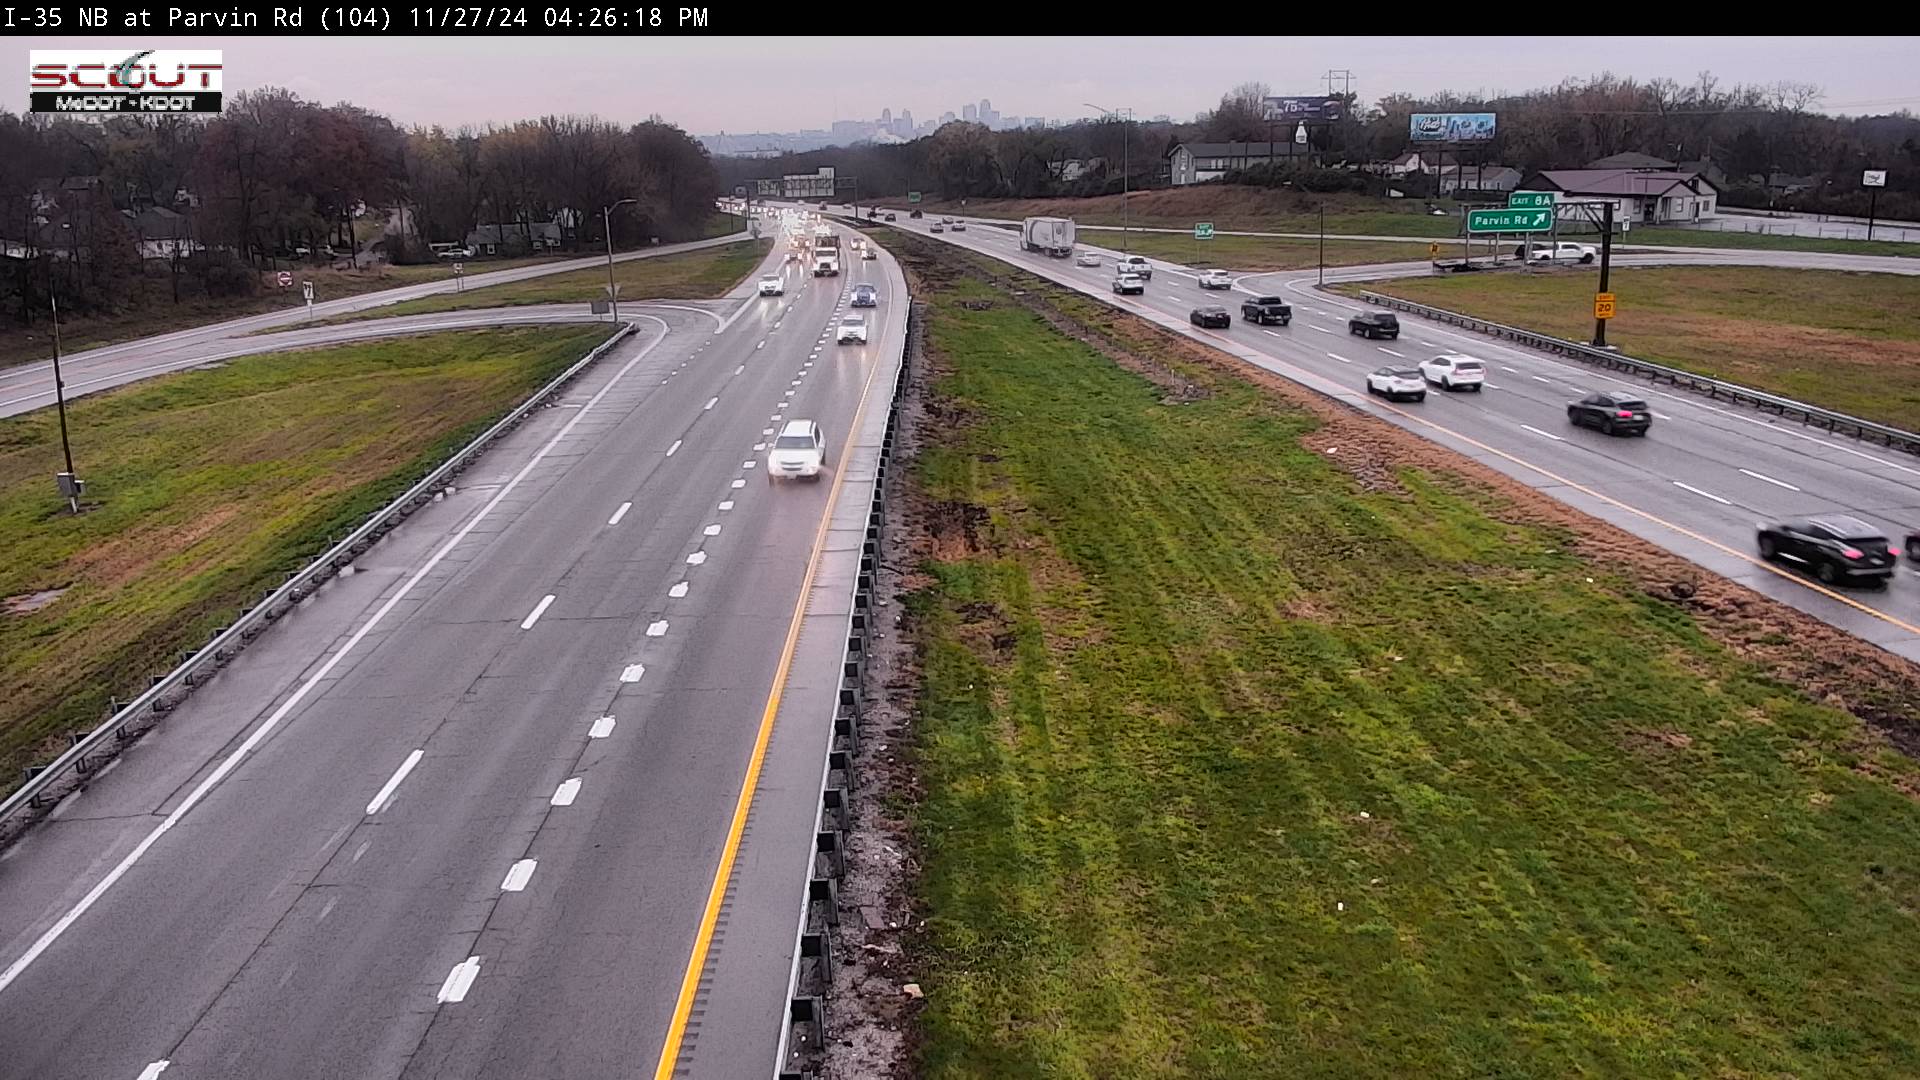 I-35 NB at Parvin Rd (104) 11/27/24 04:26:18 PM
SCOUT
MoDOT - KDOT
75
EXIT 8A
Parvin Rd
EXIT
20